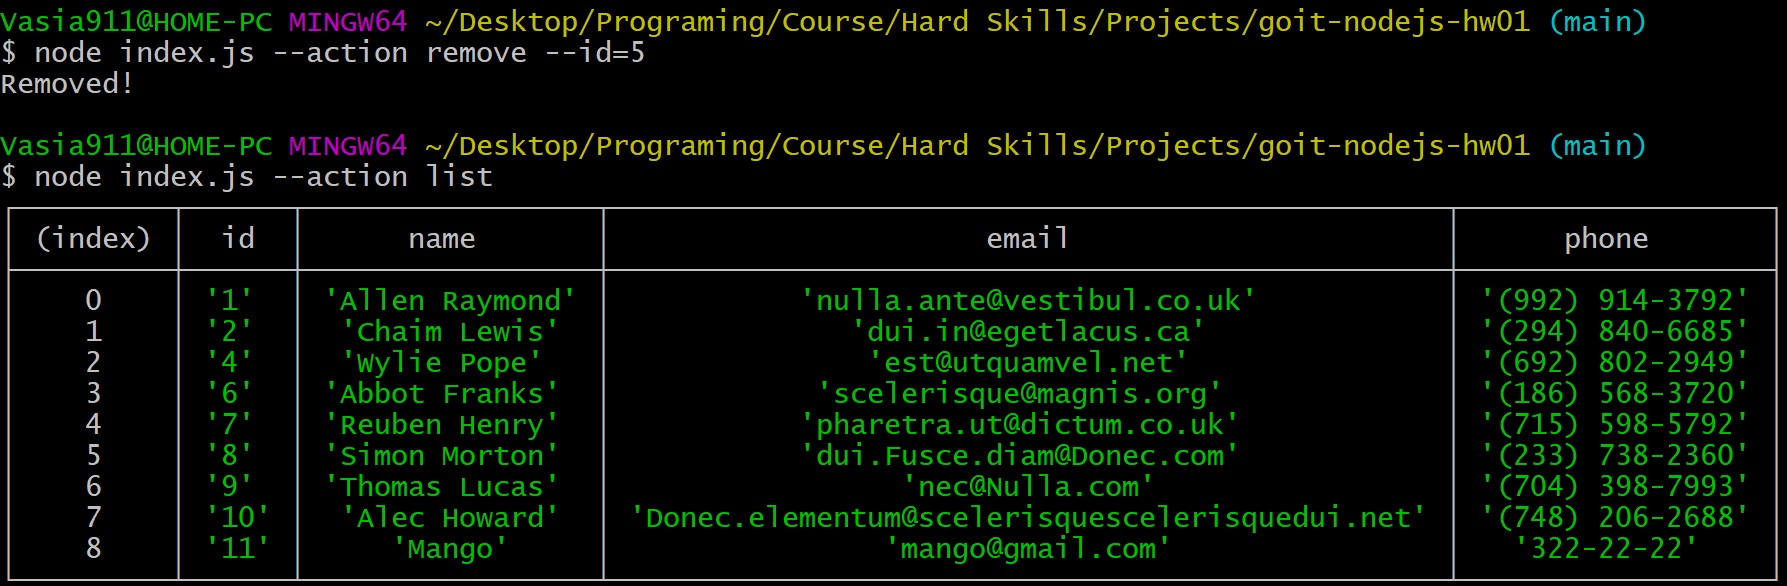 Vasia911@HOME-PC MINGW64 ~/Desktop/Programing/Course/Hard Skills/Projects/goit-nodejs-hw01 (main)
$ node index.js --action remove --id=5
Removed!
Vasia911@HOME-PC MINGW64 ~/Desktop/Programing/Course/Hard Skills/Projects/goit-nodejs-hw01 (main)
$ node index.js --action list
(index) id name email phone
0 '1' 'Allen Raymond' 'nulla.ante@vestibul.co.uk' '(992) 914-3792'
1 '2' 'Chaim Lewis' 'dui.in@egetlacus.ca' '(294) 840-6685'
2 '4' 'Wylie Pope' 'est@utquamvel.net' '(692) 802-2949'
3 '6' 'Abbot Franks' 'scelerisque@magnis.org' '(186) 568-3720'
4 '7' 'Reuben Henry' 'pharetra.ut@dictum.co.uk' '(715) 598-5792'
5 '8' 'Simon Morton' 'dui.Fusce.diam@Donec.com' '(233) 738-2360'
6 '9' 'Thomas Lucas' 'nec@Nulla.com' '(704) 398-7993'
7 '10' 'Alec Howard' 'Donec.elementum@scelerisquescelerisquedui.net' '(748) 206-2688'
8 '11' 'Mango' 'mango@gmail.com' '322-22-22'